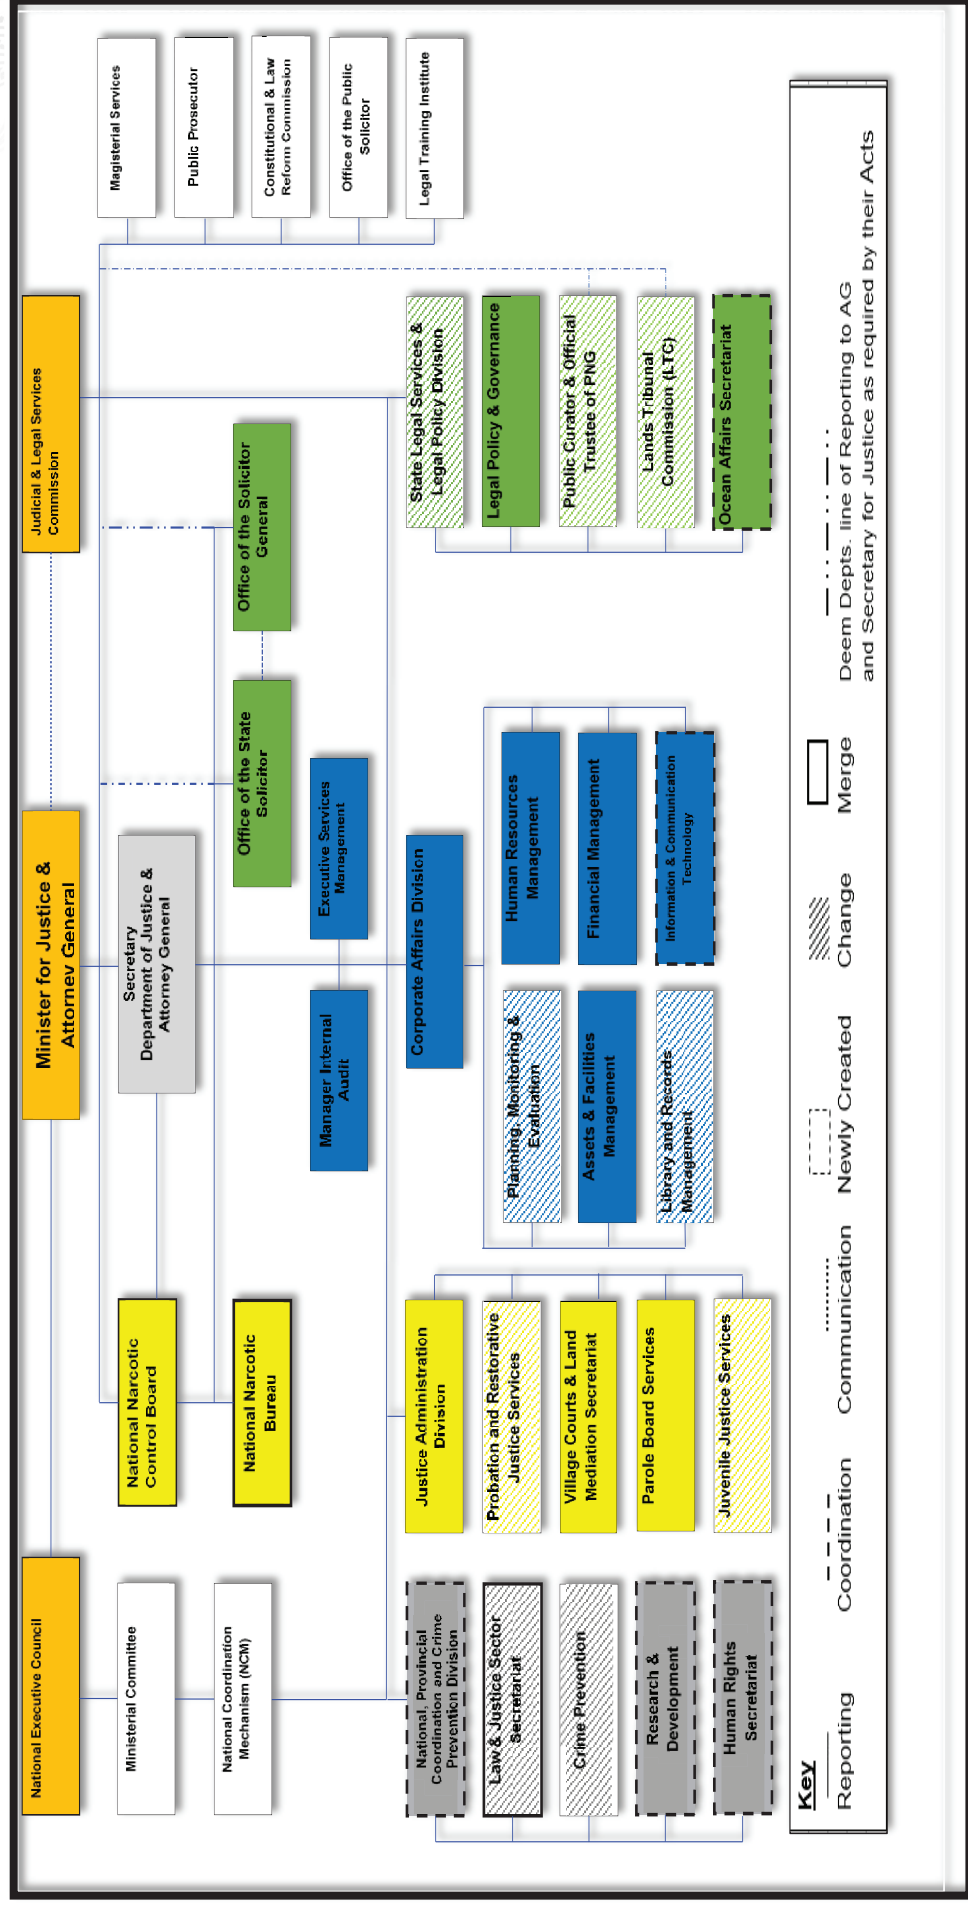 National Executive Council
Minister for Justice &
Attorney General
Judicial & Legal Services
Commission
Ministerial Committee
National Coordination
Mechanism (NCM)
National Narcotic
Control Board
National Narcotic
Bureau
Secretary
Department of Justice &
Attorney General
Office of the State
Solicitor
Office of the Solicitor
General
Magisterial Services
Public Prosecutor
Constitutional & Law
Reform Commission
Office of the Public
Solicitor
Legal Training Institute
Manager Internal
Audit
Executive Services
Management
National, Provincial
Coordination and Crime
Prevention Division
Law & Justice Sector
Secretariat
Crime Prevention
Research &
Development
Human Rights
Secretariat
Justice Administration
Division
Probation and Restorative
Justice Services
Village Courts & Land
Mediation Secretariat
Parole Board Services
Juvenile Justice Services
Corporate Affairs Division
Planning, Monitoring &
Evaluation
Assets & Facilities
Management
Library and Records
Management
Human Resources
Management
Financial Management
Information & Communication
Technology
State Legal Services &
Legal Policy Division
Legal Policy & Governance
Public Curator & Official
Trustee of PNG
Lands Tribunal
Commission (LTC)
Ocean Affairs Secretariat
Key
Reporting
Coordination
Communication
Newly Created
Change
Merge
Deem Depts. line of Reporting to AG
and Secretary for Justice as required by their Acts